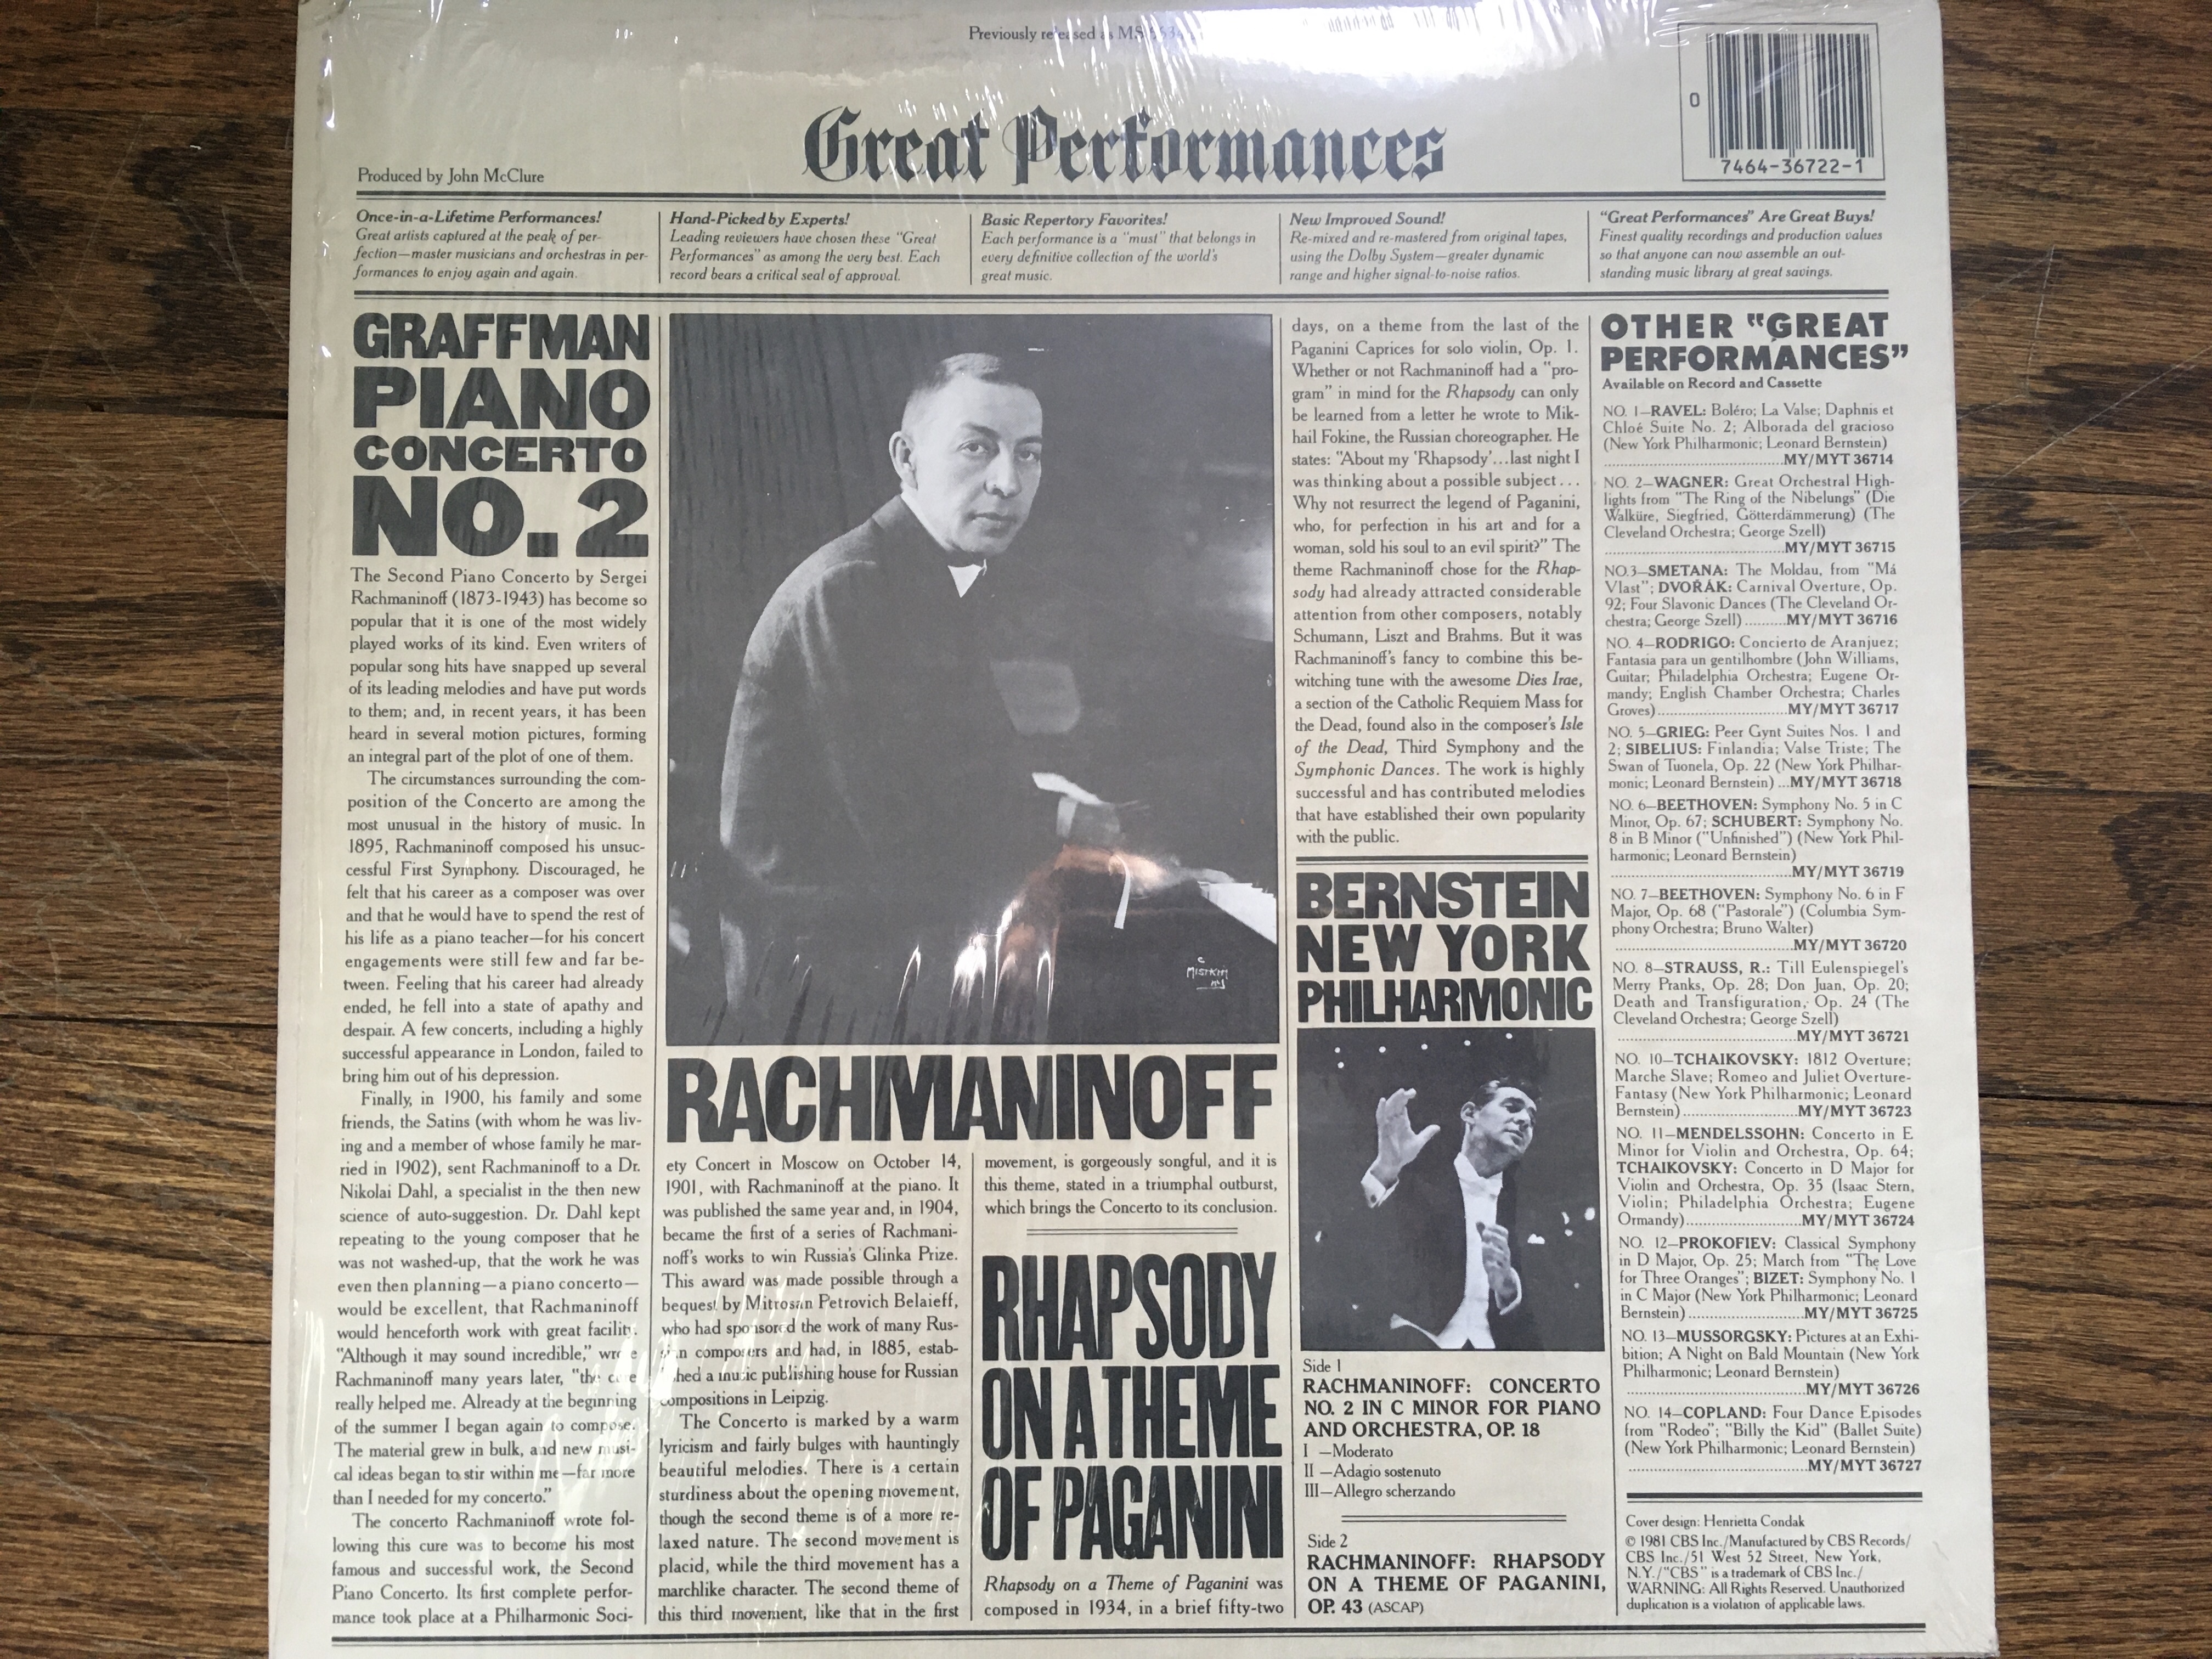 Previously released as MS
Great Performances
Produced by John McClure
0
7464-36722-1
Once-in-a-Lifetime Performances!
Great artists captured at the peak of per-
fection—master musicians and orchestras in per-
formances to enjoy again and again.
Hand-Picked by Experts!
Leading reviewers have chosen these "Great
Performances" as among the very best. Each
record bears a critical seal of approval.
Basic Repertory Favorites!
Each performance is a "must" that belongs in
every definitive collection of the world's
great music.
New Improved Sound!
Re-mixed and re-mastered from original tapes,
using the Dolby System—greater dynamic
range and higher signal-to-noise ratios.
"Great Performances" Are Great Buys!
Finest quality recordings and production values
so that anyone can now assemble an out-
standing music library at great savings.
GRAFFMAN
PIANO
CONCERTO
NO. 2
The Second Piano Concerto by Sergei
Rachmaninoff (1873-1943) has become so
popular that it is one of the most widely
played works of its kind. Even writers of
popular song hits have snapped up several
of its leading melodies and have put words
to them; and, in recent years, it has been
heard in several motion pictures, forming
an integral part of the plot of one of them.
The circumstances surrounding the com-
position of the Concerto are among the
most unusual in the history of music. In
1895, Rachmaninoff composed his unsuc-
cessful First Symphony. Discouraged, he
felt that his career as a composer was over
and that he would have to spend the rest of
his life as a piano teacher—for his concert
engagements were still few and far be-
tween. Feeling that his career had already
ended, he fell into a state of apathy and
despair. A few concerts, including a highly
successful appearance in London, failed to
bring him out of his depression.
Finally, in 1900, his family and some
friends, the Satins (with whom he was liv-
ing and a member of whose family he mar-
ried in 1902), sent Rachmaninoff to a Dr.
Nikolai Dahl, a specialist in the then new
science of auto-suggestion. Dr. Dahl kept
repeating to the young composer that he
was not washed-up, that the work he was
even then planning—a piano concerto—
would be excellent, that Rachmaninoff
would henceforth work with great facility.
"Although it may sound incredible," wrote
Rachmaninoff many years later, "the cure
really helped me. Already at the beginning
of the summer I began again to compose.
The material grew in bulk, and new musi-
cal ideas began to stir within me—far more
than I needed for my concerto."
The concerto Rachmaninoff wrote fol-
lowing this cure was to become his most
famous and successful work, the Second
Piano Concerto. Its first complete perfor-
mance took place at a Philharmonic Soci-
RACHMANINOFF
ety Concert in Moscow on October 14,
1901, with Rachmaninoff at the piano. It
was published the same year and, in 1904,
became the first of a series of Rachmani-
noff's works to win Russia's Glinka Prize.
This award was made possible through a
bequest by Mitrosan Petrovich Belaieff,
who had sponsored the work of many Rus-
sian composers and had, in 1885, estab-
lished a music publishing house for Russian
compositions in Leipzig.
The Concerto is marked by a warm
lyricism and fairly bulges with hauntingly
beautiful melodies. There is a certain
sturdiness about the opening movement,
though the second theme is of a more re-
laxed nature. The second movement is
placid, while the third movement has a
marchlike character. The second theme of
this third movement, like that in the first
movement, is gorgeously songful, and it is
this theme, stated in a triumphal outburst,
which brings the Concerto to its conclusion.
RHAPSODY
ON A THEME
OF PAGANINI
Rhapsody on a Theme of Paganini was
composed in 1934, in a brief fifty-two
days, on a theme from the last of the
Paganini Caprices for solo violin, Op. 1.
Whether or not Rachmaninoff had a "pro-
gram" in mind for the Rhapsody can only
be learned from a letter he wrote to Mik-
hail Fokine, the Russian choreographer. He
states: "About my 'Rhapsody'...last night I
was thinking about a possible subject...
Why not resurrect the legend of Paganini,
who, for perfection in his art and for a
woman, sold his soul to an evil spirit?" The
theme Rachmaninoff chose for the Rhap-
sody had already attracted considerable
attention from other composers, notably
Schumann, Liszt and Brahms. But it was
Rachmaninoff's fancy to combine this be-
witching tune with the awesome Dies Irae,
a section of the Catholic Requiem Mass for
the Dead, found also in the composer's Isle
of the Dead, Third Symphony and the
Symphonic Dances. The work is highly
successful and has contributed melodies
that have established their own popularity
with the public.
BERNSTEIN
NEW YORK
PHILHARMONIC
Side 1
RACHMANINOFF: CONCERTO
NO. 2 IN C MINOR FOR PIANO
AND ORCHESTRA, OP. 18
I —Moderato
II —Adagio sostenuto
III—Allegro scherzando
Side 2
RACHMANINOFF: RHAPSODY
ON A THEME OF PAGANINI,
OP. 43 (ASCAP)
OTHER "GREAT
PERFORMANCES"
Available on Record and Cassette
NO. 1—RAVEL: Boléro; La Valse; Daphnis et
Chloé Suite No. 2; Alborada del gracioso
(New York Philharmonic; Leonard Bernstein)
..............................MY/MYT 36714
NO. 2—WAGNER: Great Orchestral High-
lights from "The Ring of the Nibelungs" (Die
Walküre, Siegfried, Götterdämmerung) (The
Cleveland Orchestra; George Szell)
..............................MY/MYT 36715
NO.3—SMETANA: The Moldau, from "Má
Vlast"; DVOŘÁK: Carnival Overture, Op.
92; Four Slavonic Dances (The Cleveland Or-
chestra; George Szell)..........MY/MYT 36716
NO. 4—RODRIGO: Concierto de Aranjuez;
Fantasia para un gentilhombre (John Williams,
Guitar; Philadelphia Orchestra; Eugene Or-
mandy; English Chamber Orchestra; Charles
Groves)..............................MY/MYT 36717
NO. 5—GRIEG: Peer Gynt Suites Nos. 1 and
2; SIBELIUS: Finlandia; Valse Triste; The
Swan of Tuonela, Op. 22 (New York Philhar-
monic; Leonard Bernstein)...MY/MYT 36718
NO. 6—BEETHOVEN: Symphony No. 5 in C
Minor, Op. 67; SCHUBERT: Symphony No.
8 in B Minor ("Unfinished") (New York Phil-
harmonic; Leonard Bernstein)
..............................MY/MYT 36719
NO. 7—BEETHOVEN: Symphony No. 6 in F
Major, Op. 68 ("Pastorale") (Columbia Sym-
phony Orchestra; Bruno Walter)
..............................MY/MYT 36720
NO. 8—STRAUSS, R.: Till Eulenspiegel's
Merry Pranks, Op. 28; Don Juan, Op. 20;
Death and Transfiguration, Op. 24 (The
Cleveland Orchestra; George Szell)
..............................MY/MYT 36721
NO. 10—TCHAIKOVSKY: 1812 Overture;
Marche Slave; Romeo and Juliet Overture-
Fantasy (New York Philharmonic; Leonard
Bernstein)....................MY/MYT 36723
NO. 11—MENDELSSOHN: Concerto in E
Minor for Violin and Orchestra, Op. 64;
TCHAIKOVSKY: Concerto in D Major for
Violin and Orchestra, Op. 35 (Isaac Stern,
Violin; Philadelphia Orchestra; Eugene
Ormandy)....................MY/MYT 36724
NO. 12—PROKOFIEV: Classical Symphony
in D Major, Op. 25; March from "The Love
for Three Oranges"; BIZET: Symphony No. 1
in C Major (New York Philharmonic; Leonard
Bernstein)....................MY/MYT 36725
NO. 13—MUSSORGSKY: Pictures at an Exhi-
bition; A Night on Bald Mountain (New York
Philharmonic; Leonard Bernstein)
..............................MY/MYT 36726
NO. 14—COPLAND: Four Dance Episodes
from "Rodeo"; "Billy the Kid" (Ballet Suite)
(New York Philharmonic; Leonard Bernstein)
..............................MY/MYT 36727
Cover design: Henrietta Condak
© 1981 CBS Inc./Manufactured by CBS Records/
CBS Inc./51 West 52 Street, New York,
N.Y./"CBS" is a trademark of CBS Inc./
WARNING: All Rights Reserved. Unauthorized
duplication is a violation of applicable laws.